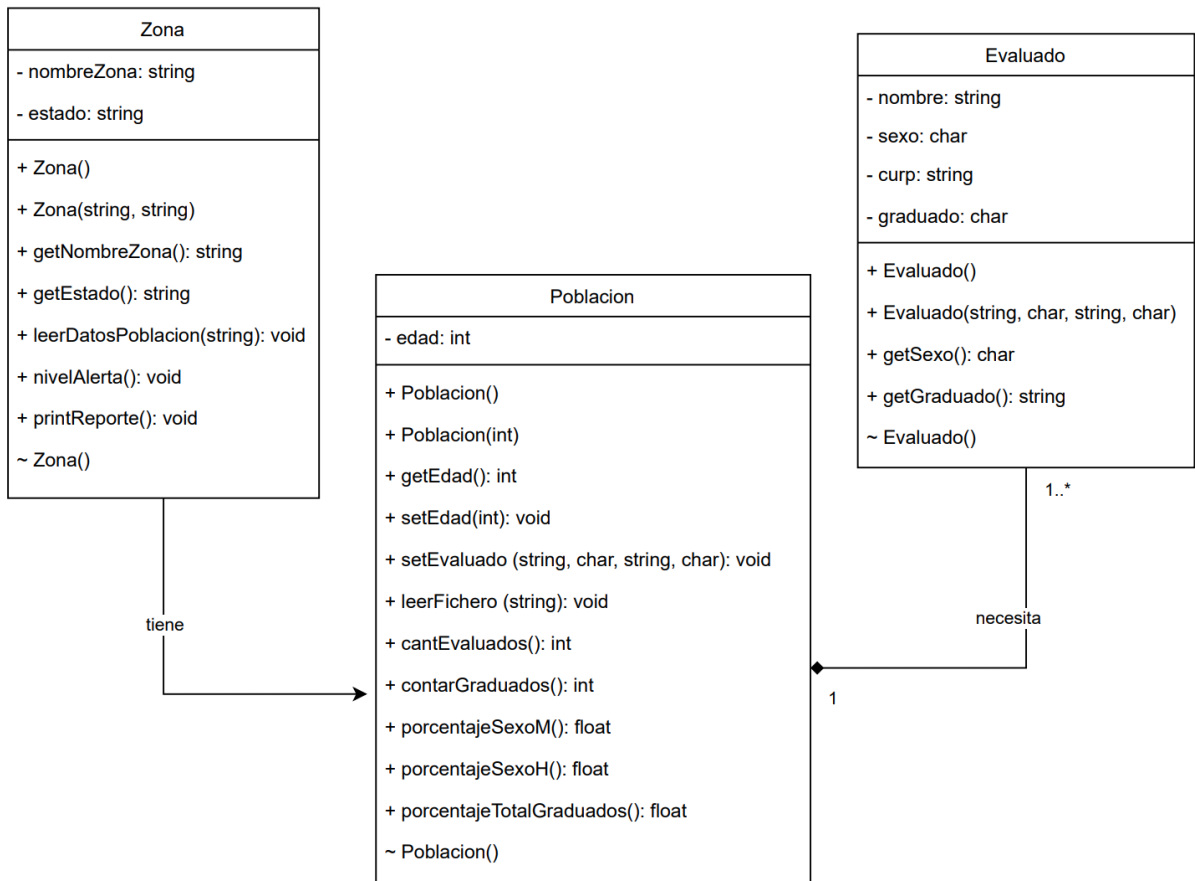 Zona
- nombreZona: string
- estado: string
+ Zona()
+ Zona(string, string)
+ getNombreZona(): string
+ getEstado(): string
+ leerDatosPoblacion(string): void
+ nivelAlerta(): void
+ printReporte(): void
~ Zona()
tiene
Poblacion
- edad: int
+ Poblacion()
+ Poblacion(int)
+ getEdad(): int
+ setEdad(int): void
+ setEvaluado (string, char, string, char): void
+ leerFichero (string): void
+ cantEvaluados(): int
+ contarGraduados(): int
+ porcentajeSexoM(): float
+ porcentajeSexoH(): float
+ porcentajeTotalGraduados(): float
~ Poblacion()
Evaluado
- nombre: string
- sexo: char
- curp: string
- graduado: char
+ Evaluado()
+ Evaluado(string, char, string, char)
+ getSexo(): char
+ getGraduado(): string
~ Evaluado()
1..*
necesita
1